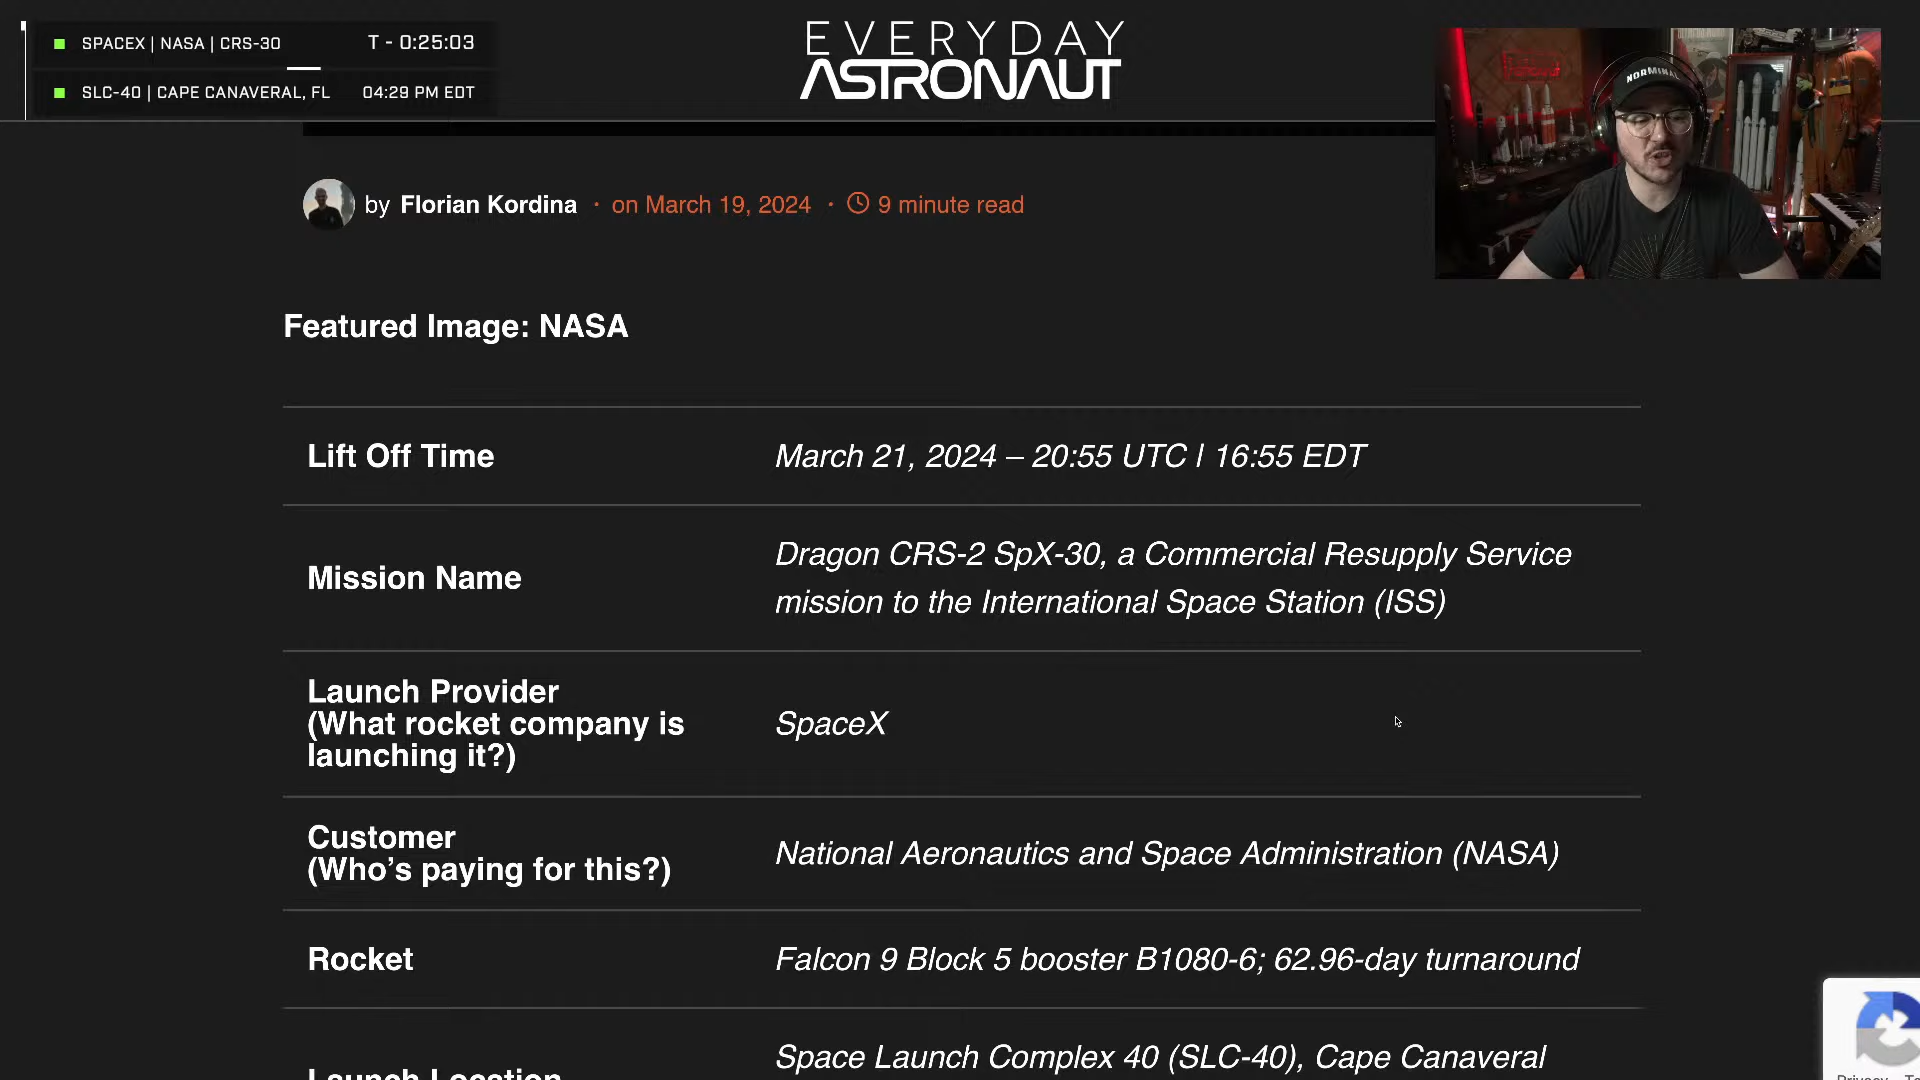 SPACEX | NASA | CRS-30
T - 0:25:03
SLC-40 | CAPE CANAVERAL, FL
04:29 PM EDT
EVERYDAY
ASTRONAUT
NORMINAL
by Florian Kordina · on March 19, 2024 · 9 minute read
Featured Image: NASA
Lift Off Time
March 21, 2024 – 20:55 UTC | 16:55 EDT
Mission Name
Dragon CRS-2 SpX-30, a Commercial Resupply Service
mission to the International Space Station (ISS)
Launch Provider
(What rocket company is
launching it?)
SpaceX
Customer
(Who’s paying for this?)
National Aeronautics and Space Administration (NASA)
Rocket
Falcon 9 Block 5 booster B1080-6; 62.96-day turnaround
Launch Location
Space Launch Complex 40 (SLC-40), Cape Canaveral